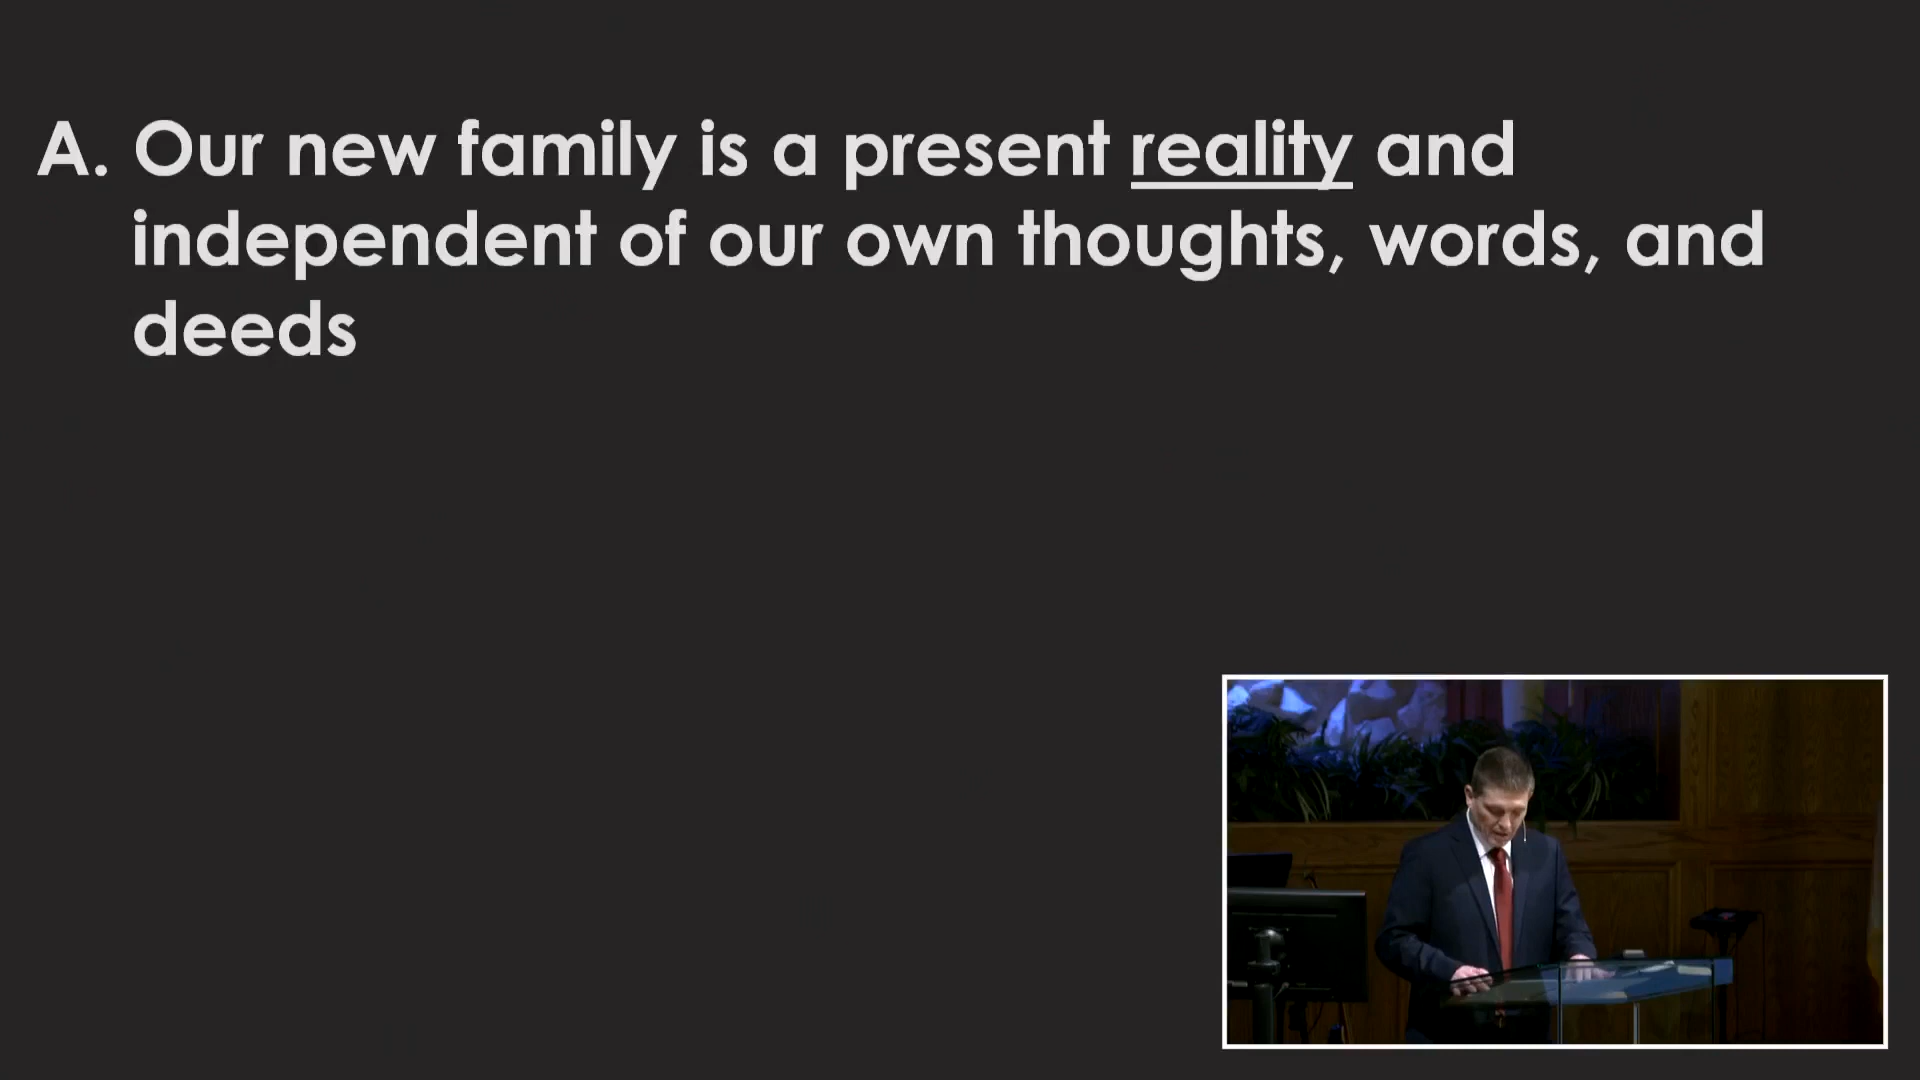 A. Our new family is a present reality and
independent of our own thoughts, words, and
deeds